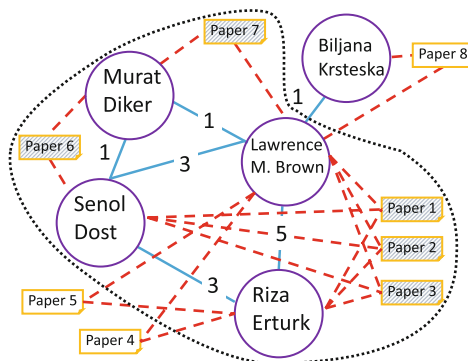 Paper 7
Biljana
Krsteska
Paper 8
Murat
Diker
1
1
Paper 6
1
3
Lawrence
M. Brown
Senol
Dost
Paper 1
5
Paper 2
3
Paper 3
Paper 5
Riza
Erturk
Paper 4